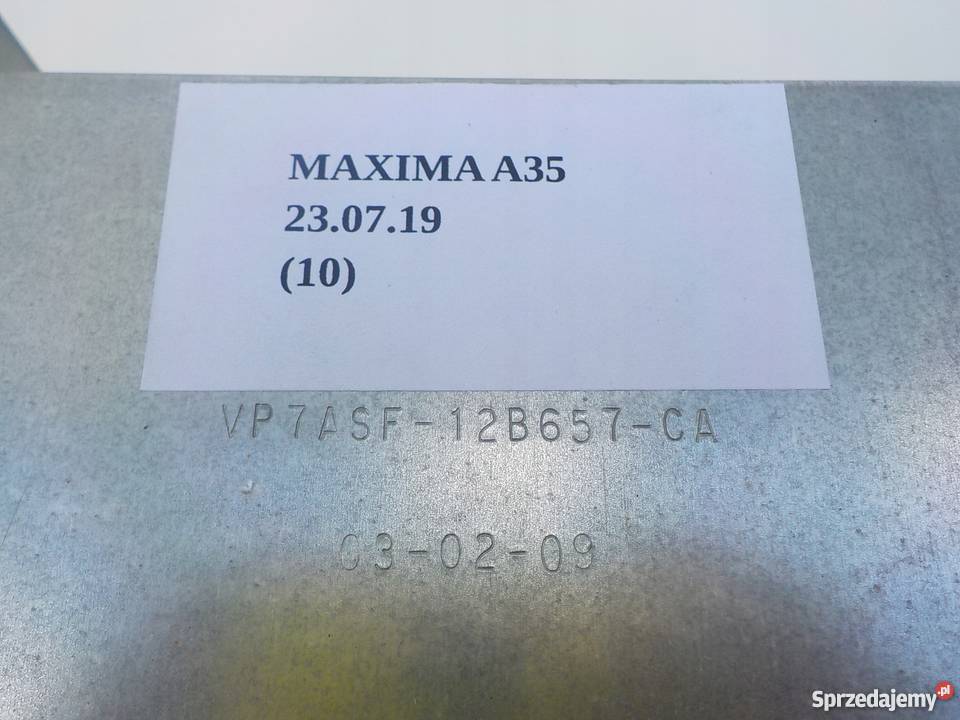 MAXIMA A35
23.07.19
(10)
VP7ASF-12B657-CA
03-02-09
Sprzedajemy.pl